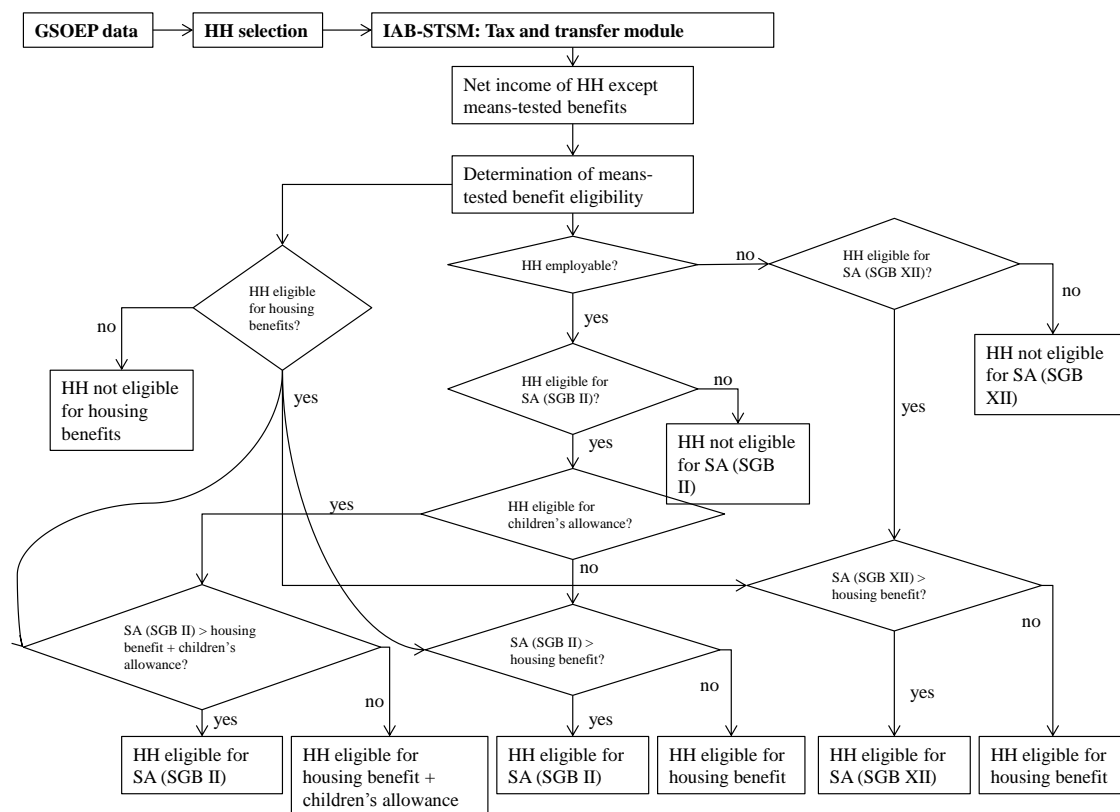 GSOEP data
HH selection
IAB-STSM: Tax and transfer module
Net income of HH except
means-tested benefits
Determination of means-
tested benefit eligibility
HH employable?
no
HH eligible for
SA (SGB XII)?
HH eligible
for housing
benefits?
no
no
yes
HH not eligible
for housing
benefits
yes
HH eligible for
SA (SGB II)?
no
HH not eligible
for SA (SGB
XII)
yes
yes
HH not eligible
for SA (SGB
II)
yes
HH eligible for
children's allowance?
no
SA (SGB XII) >
housing benefit?
SA (SGB II) > housing
benefit + children's
allowance?
SA (SGB II) >
housing benefit?
no
no
no
yes
yes
yes
HH eligible for
SA (SGB II)
HH eligible for
housing benefit +
children's allowance
HH eligible for
SA (SGB II)
HH eligible for
housing benefit
HH eligible for
SA (SGB XII)
HH eligible for
housing benefit